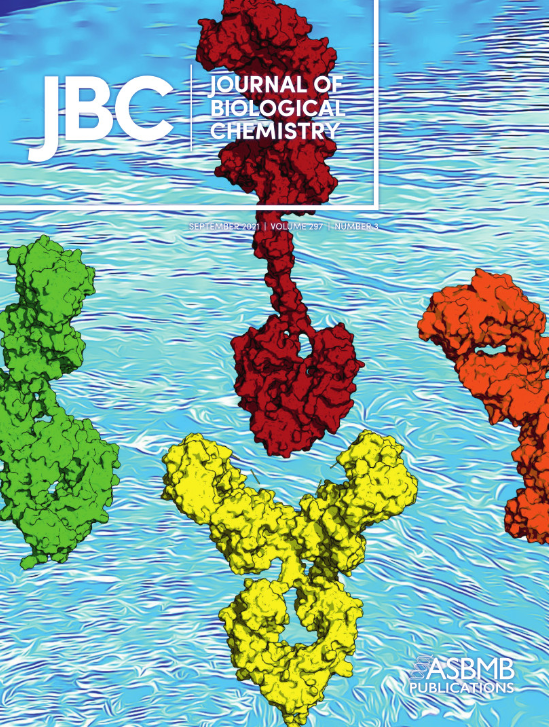 JBC
JOURNAL OF
BIOLOGICAL
CHEMISTRY
SEPTEMBER 2021 | VOLUME 297 | NUMBER 3
ASBMB
PUBLICATIONS